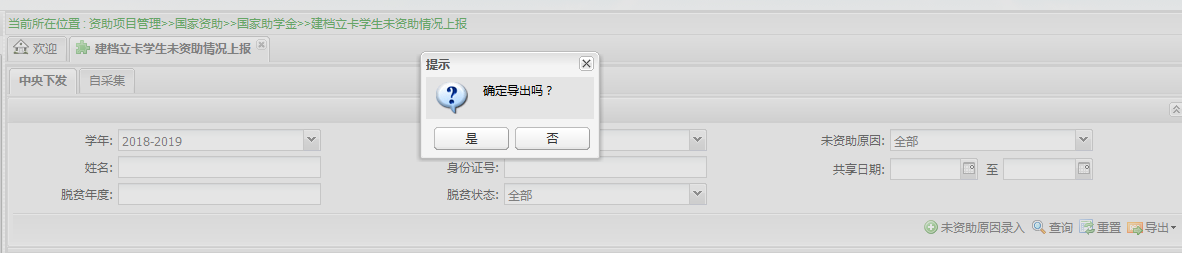 当前所在位置 : 资助项目管理>>国家资助>>国家助学金>>建档立卡学生未资助情况上报
欢迎 建档立卡学生未资助情况上报
中央下发 自采集
提示
确定导出吗？
是 否
学年: 2018-2019 未资助原因: 全部
姓名: 身份证号: 共享日期: 至
脱贫年度: 脱贫状态: 全部
未资助原因录入 查询 重置 导出